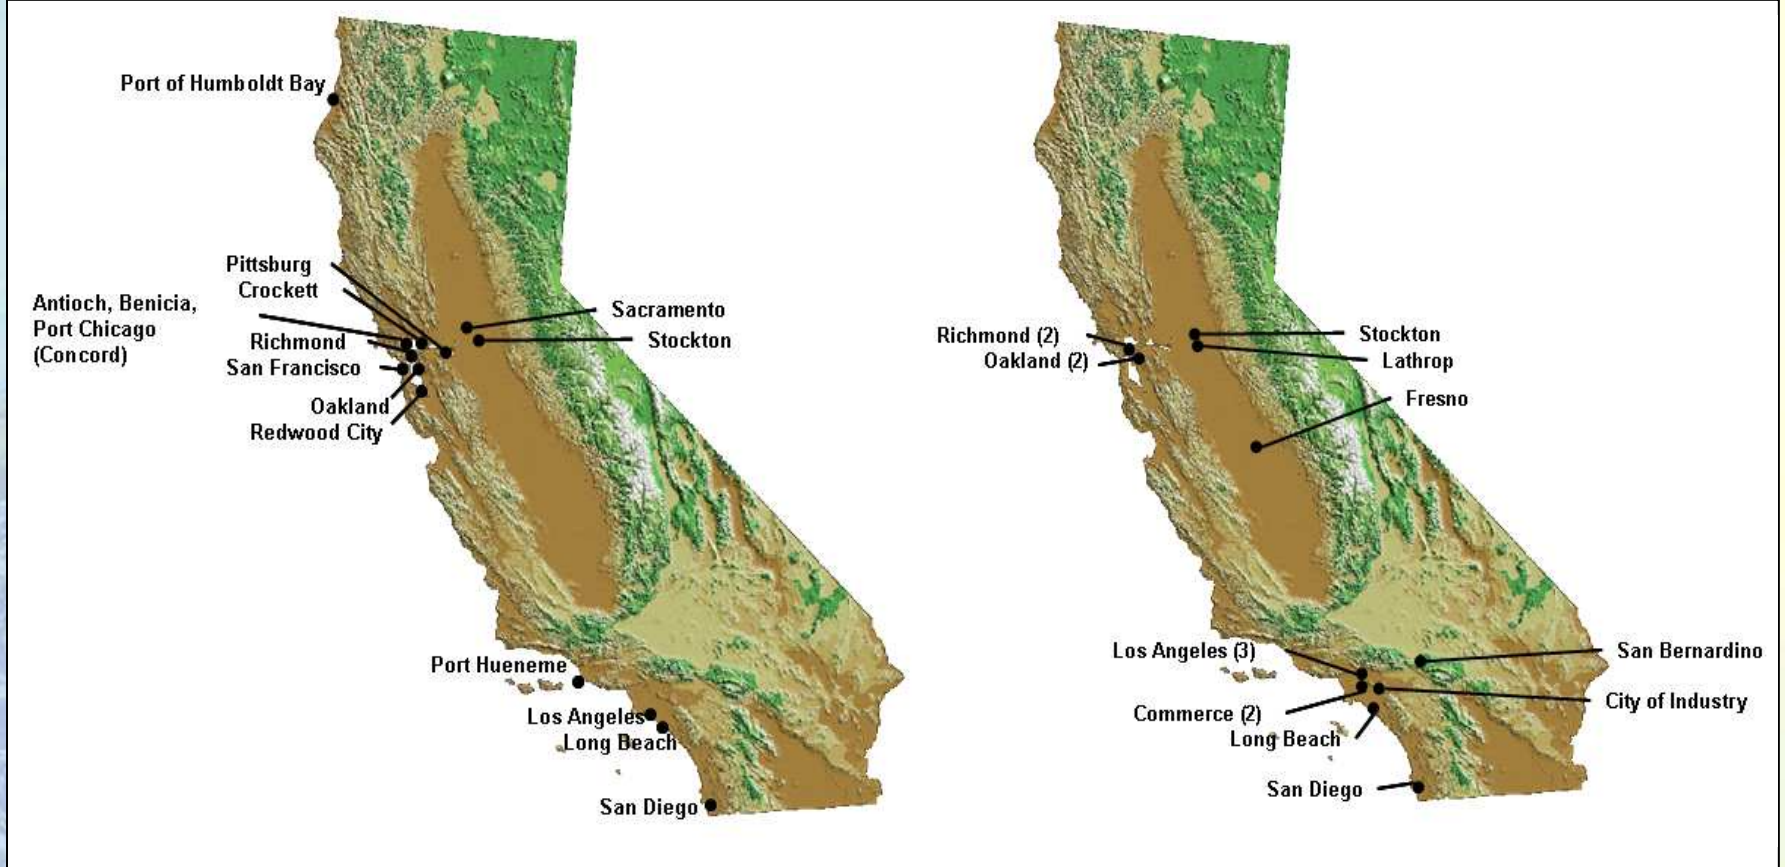 Port of Humboldt Bay
Pittsburg
Crockett
Antioch, Benicia,
Port Chicago
(Concord)
Richmond
San Francisco
Oakland
Redwood City
Sacramento
Stockton
Port Hueneme
Los Angeles
Long Beach
San Diego
Richmond (2)
Oakland (2)
Stockton
Lathrop
Fresno
Los Angeles (3)
San Bernardino
City of Industry
Commerce (2)
Long Beach
San Diego